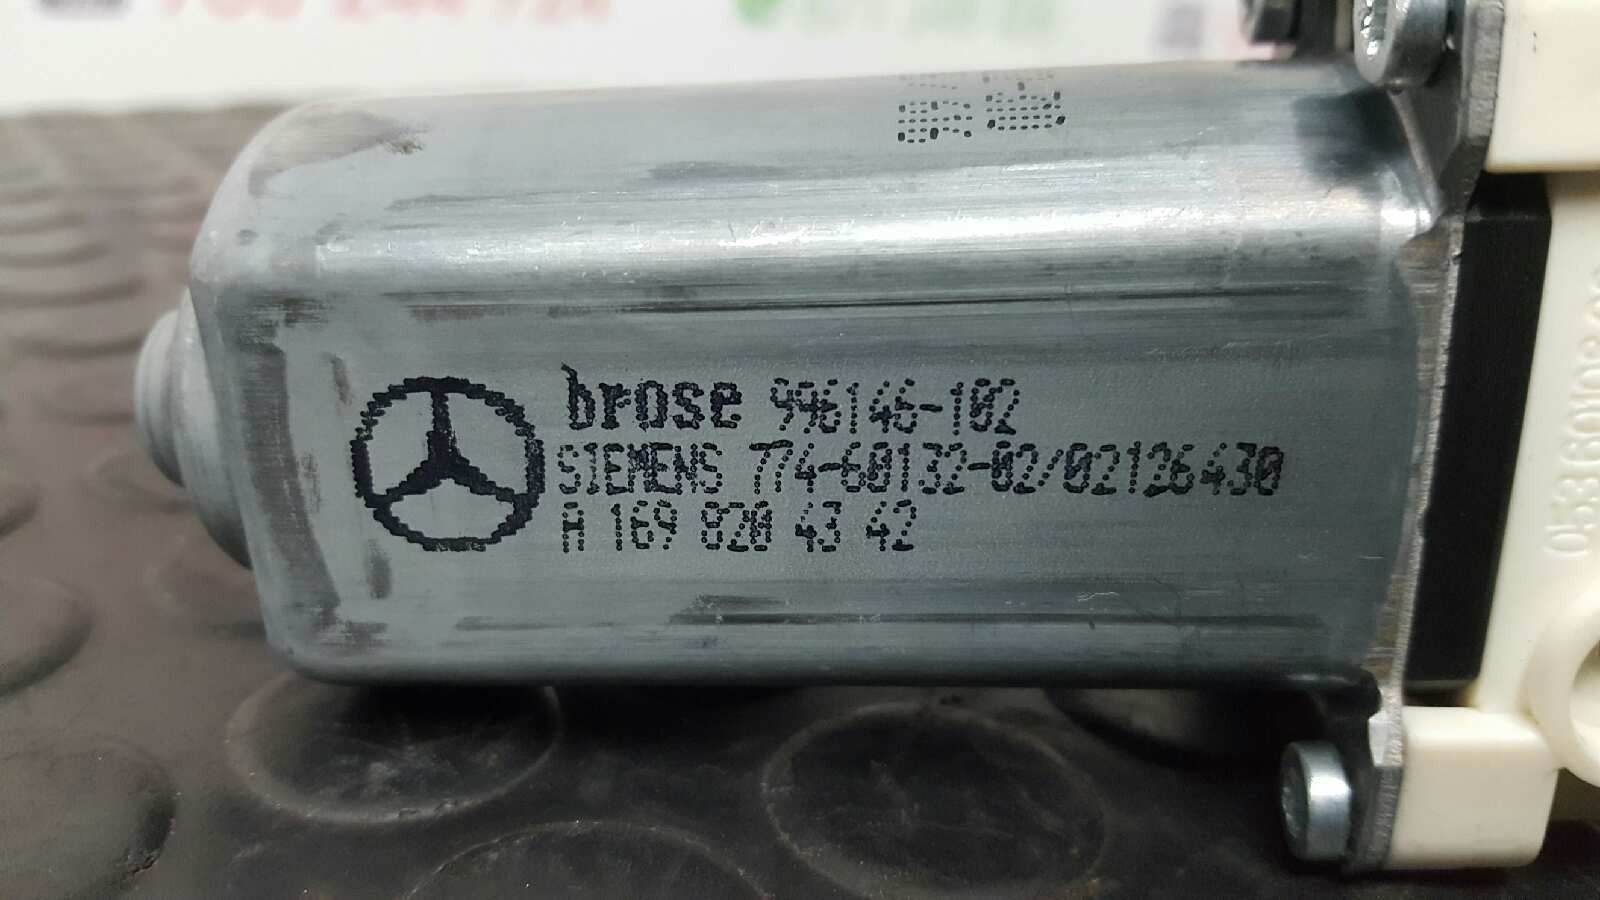 brose 996146-102
SIEMENS 774-60132-02/02126430
A 169 820 43 42